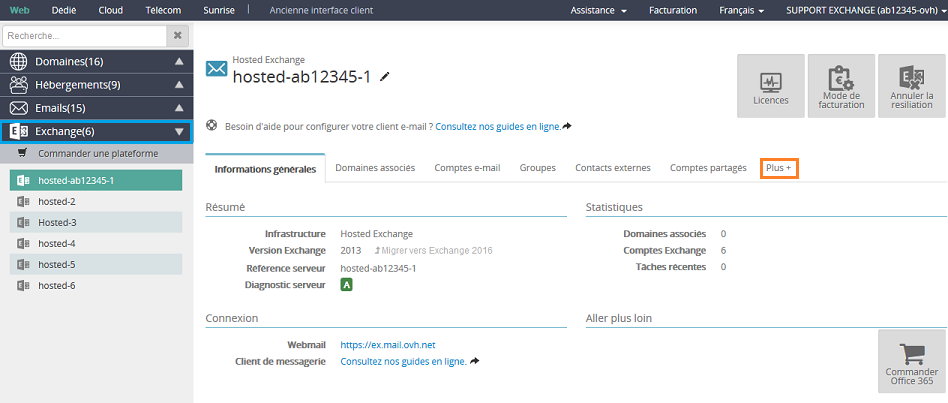 Web Dédié Cloud Télécom Sunrise Ancienne interface client Assistance Facturation Français SUPPORT EXCHANGE (ab12345-ovh)
Recherche...
Domaines(16)
Hébergements(9)
Emails(15)
Exchange(6)
Commander une plateforme
hosted-ab12345-1
hosted-2
Hosted-3
hosted-4
hosted-5
hosted-6
Hosted Exchange
hosted-ab12345-1
Licences
Mode de
facturation
Annuler la
resiliation
Besoin d'aide pour configurer votre client e-mail ? Consultez nos guides en ligne.
Informations générales Domaines associés Comptes e-mail Groupes Contacts externes Comptes partagés Plus +
Résumé
Infrastructure Hosted Exchange
Version Exchange 2013 Migrer vers Exchange 2016
Reference serveur hosted-ab12345-1
Diagnostic serveur A
Statistiques
Domaines associés 0
Comptes Exchange 6
Tâches récentes 0
Connexion
Webmail https://ex.mail.ovh.net
Client de messagerie Consultez nos guides en ligne.
Aller plus loin
Commander
Office 365